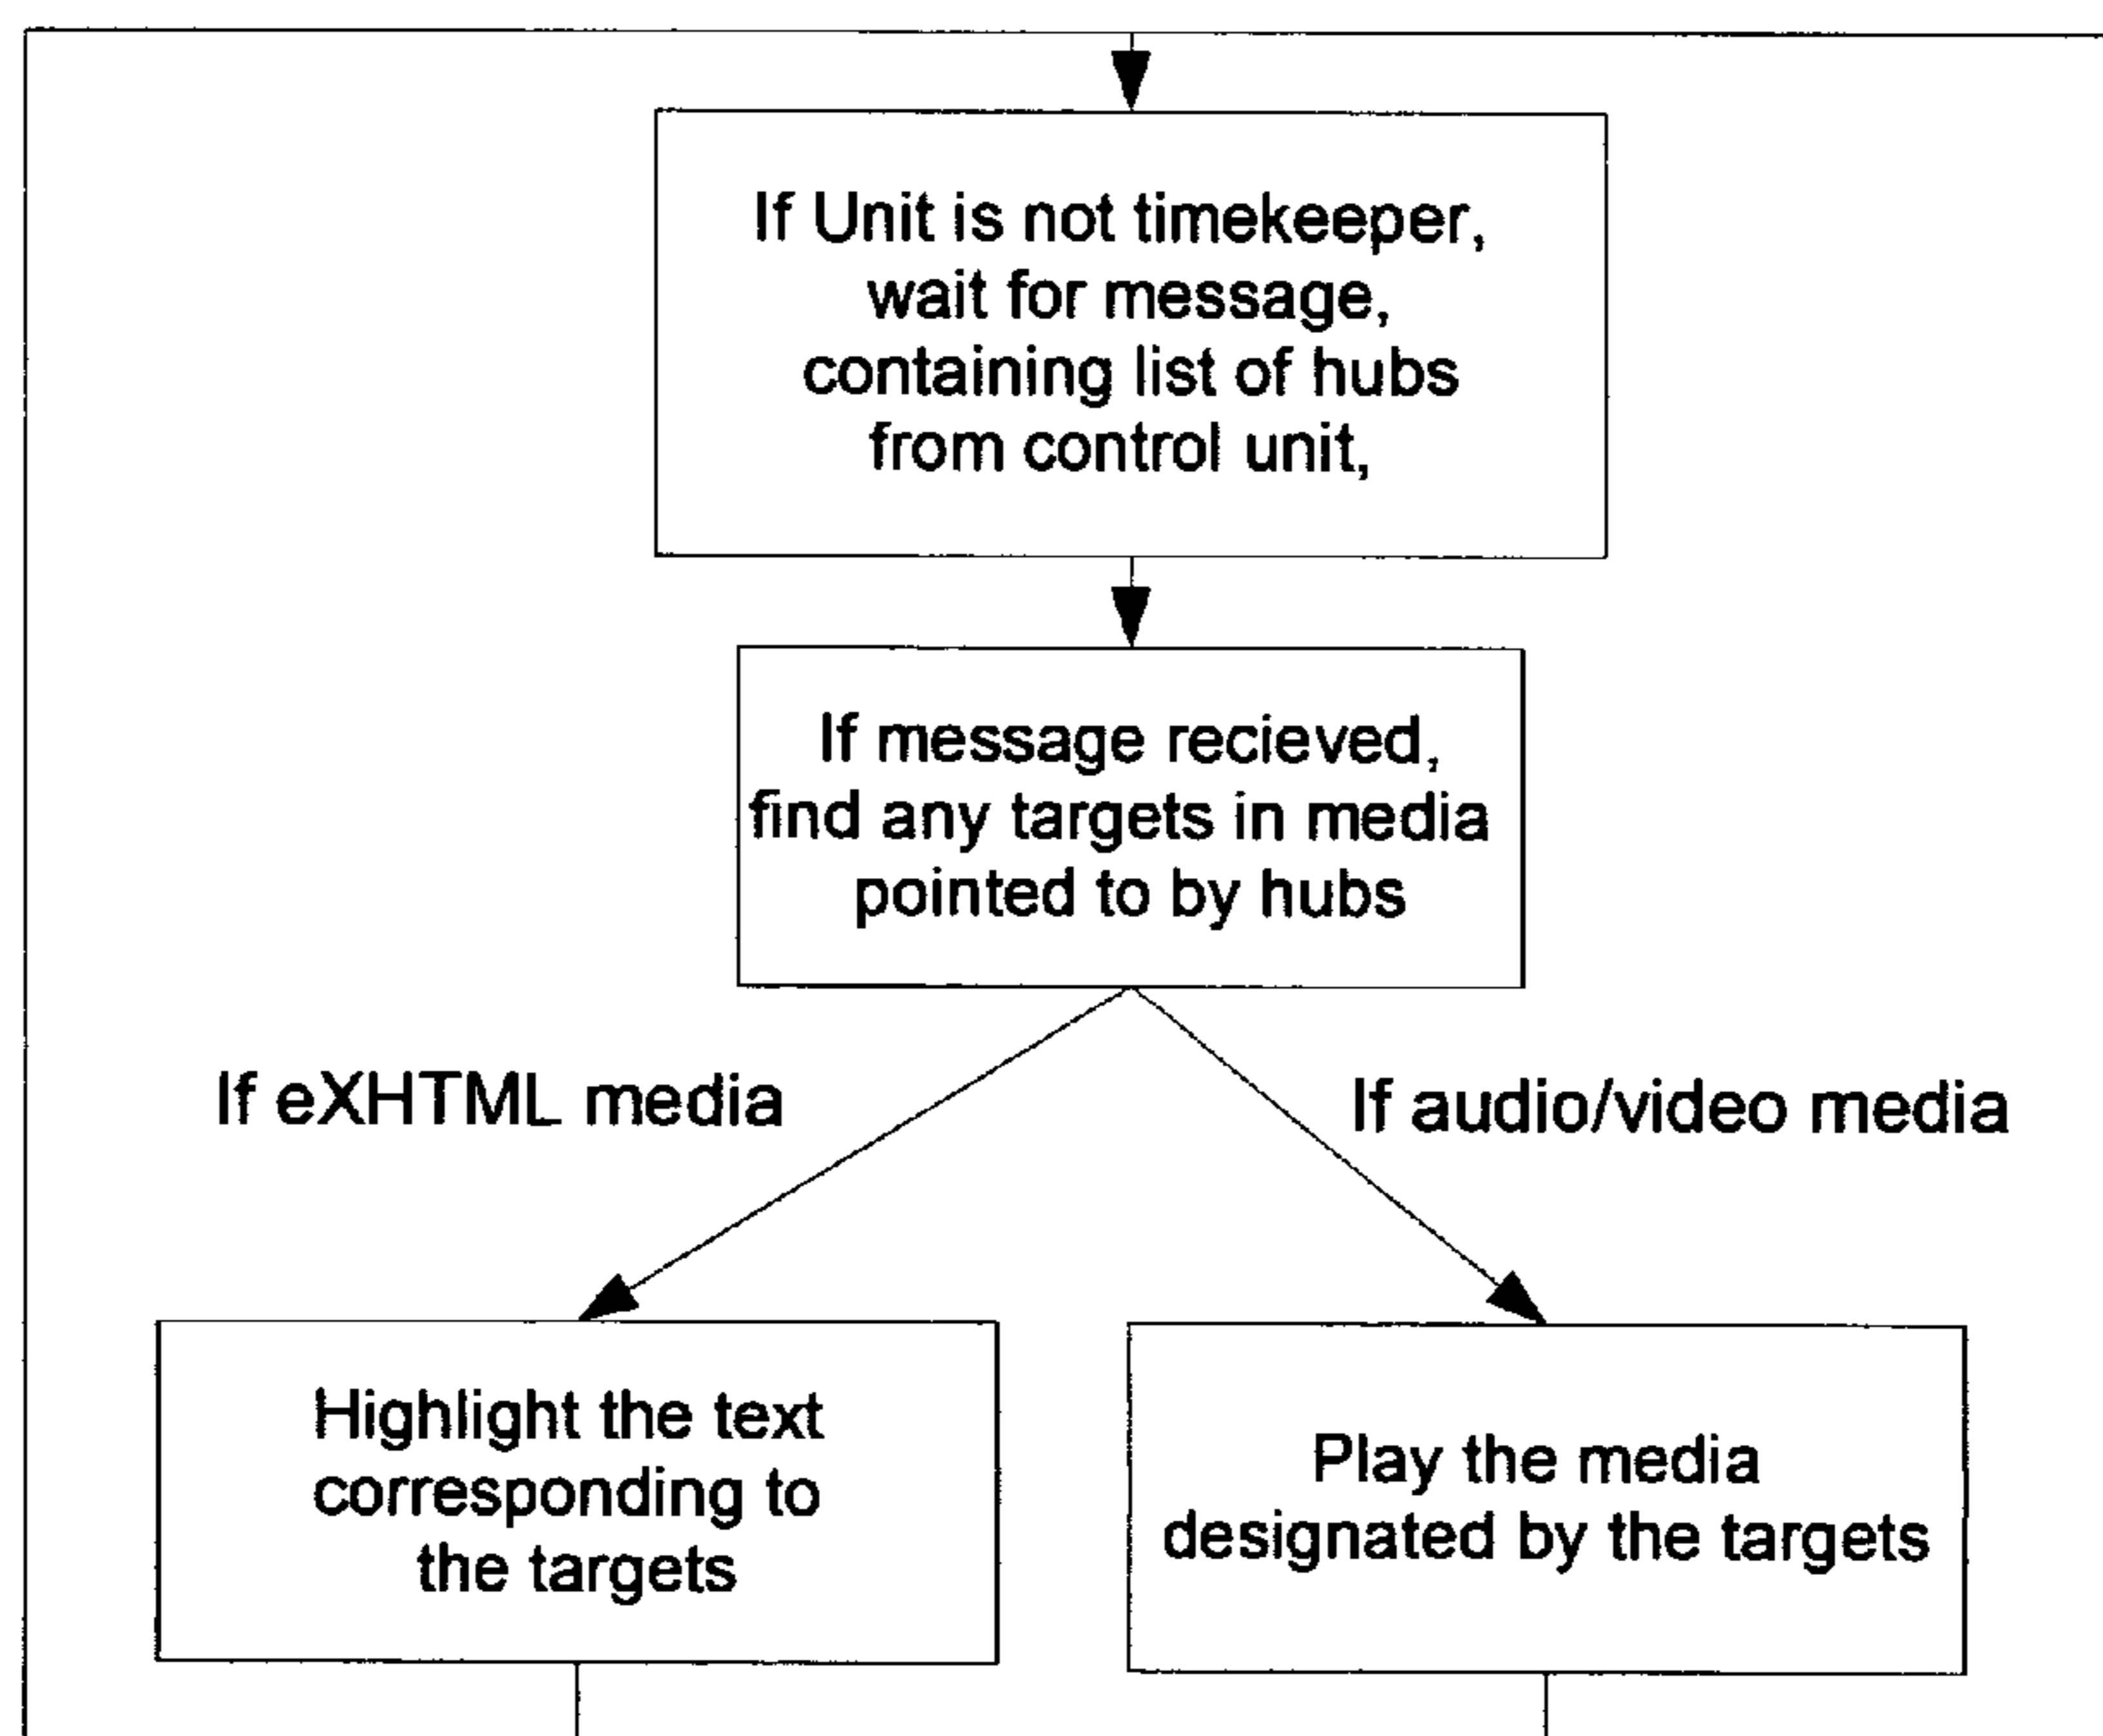 If Unit is not timekeeper,
wait for message,
containing list of hubs
from control unit,
If message recieved,
find any targets in media
pointed to by hubs
If eXHTML media
If audio/video media
Highlight the text
corresponding to
the targets
Play the media
designated by the targets